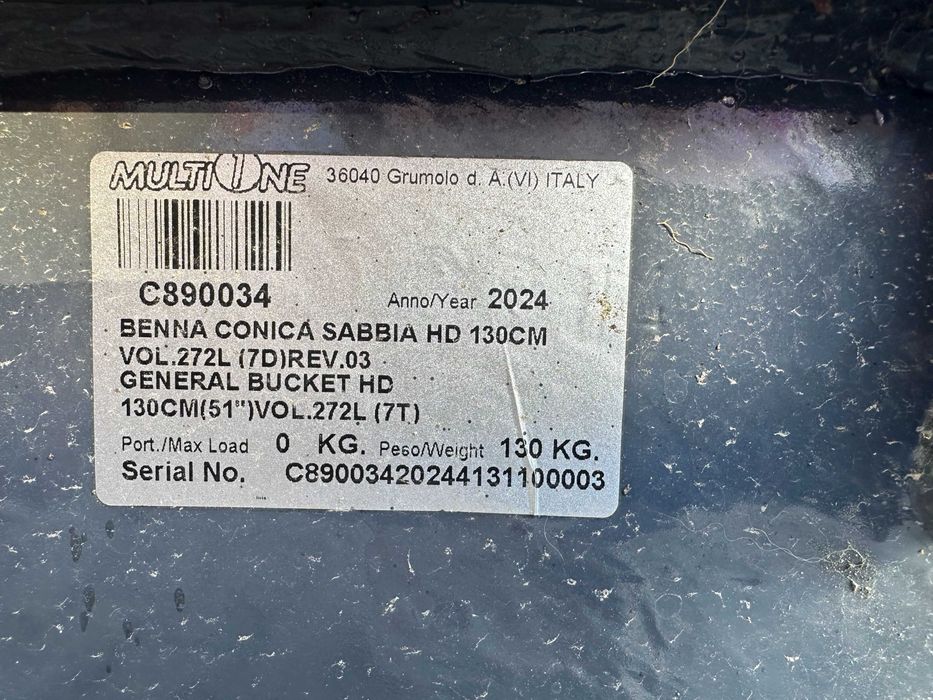 MULTIONE 36040 Grumolo d. A.(VI) ITALY
C890034 Anno/Year 2024
BENNA CONICA SABBIA HD 130CM
VOL.272L (7D)REV.03
GENERAL BUCKET HD
130CM(51")VOL.272L (7T)
Port./Max Load 0 KG. Peso/Weight 130 KG.
Serial No. C89003420244131100003